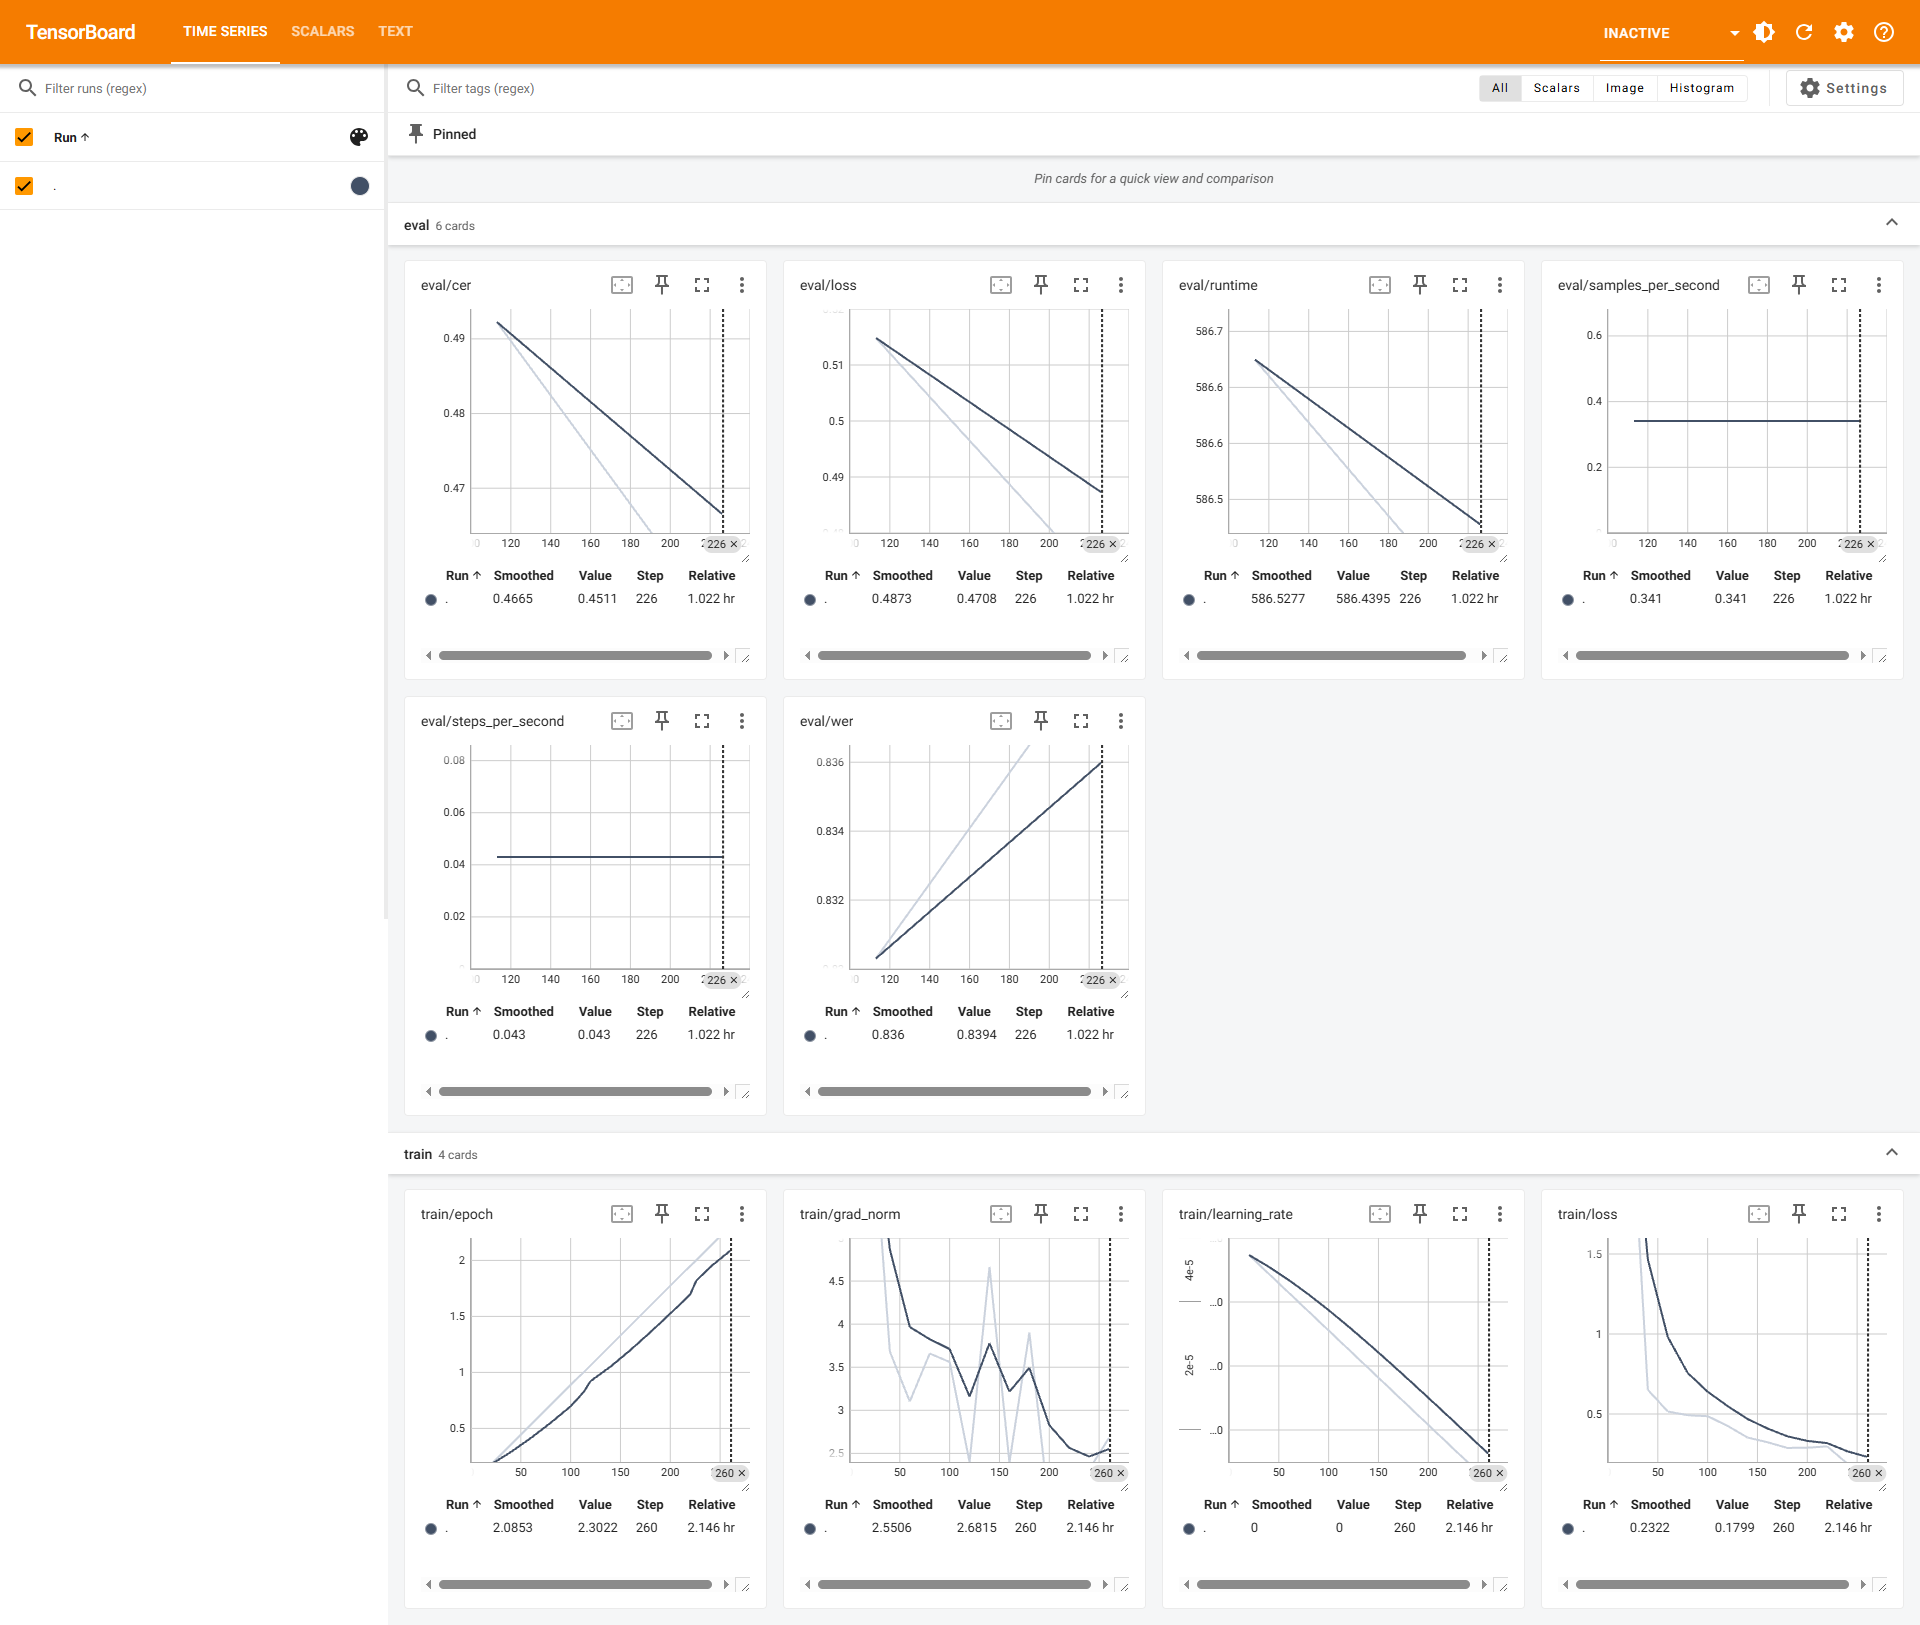 TensorBoard TIME SERIES SCALARS TEXT INACTIVE
Filter runs (regex)
Run
.
Filter tags (regex) All Scalars Image Histogram Settings
Pinned
Pin cards for a quick view and comparison
eval 6 cards
eval/cer
0.49
0.48
0.47
120 140 160 180 200 226
Run Smoothed Value Step Relative
. 0.4665 0.4511 226 1.022 hr
eval/loss
0.51
0.5
0.49
120 140 160 180 200 226
Run Smoothed Value Step Relative
. 0.4873 0.4708 226 1.022 hr
eval/runtime
586.7
586.6
586.6
586.5
120 140 160 180 200 226
Run Smoothed Value Step Relative
. 586.5277 586.4395 226 1.022 hr
eval/samples_per_second
0.6
0.4
0.2
120 140 160 180 200 226
Run Smoothed Value Step Relative
. 0.341 0.341 226 1.022 hr
eval/steps_per_second
0.08
0.06
0.04
0.02
120 140 160 180 200 226
Run Smoothed Value Step Relative
. 0.043 0.043 226 1.022 hr
eval/wer
0.836
0.834
0.832
120 140 160 180 200 226
Run Smoothed Value Step Relative
. 0.836 0.8394 226 1.022 hr
train 4 cards
train/epoch
2
1.5
1
0.5
50 100 150 200 260
Run Smoothed Value Step Relative
. 2.0853 2.3022 260 2.146 hr
train/grad_norm
4.5
4
3.5
3
2.5
50 100 150 200 260
Run Smoothed Value Step Relative
. 2.5506 2.6815 260 2.146 hr
train/learning_rate
4e-5
...0
2e-5
...0
...0
50 100 150 200 260
Run Smoothed Value Step Relative
. 0 0 260 2.146 hr
train/loss
1.5
1
0.5
50 100 150 200 260
Run Smoothed Value Step Relative
. 0.2322 0.1799 260 2.146 hr